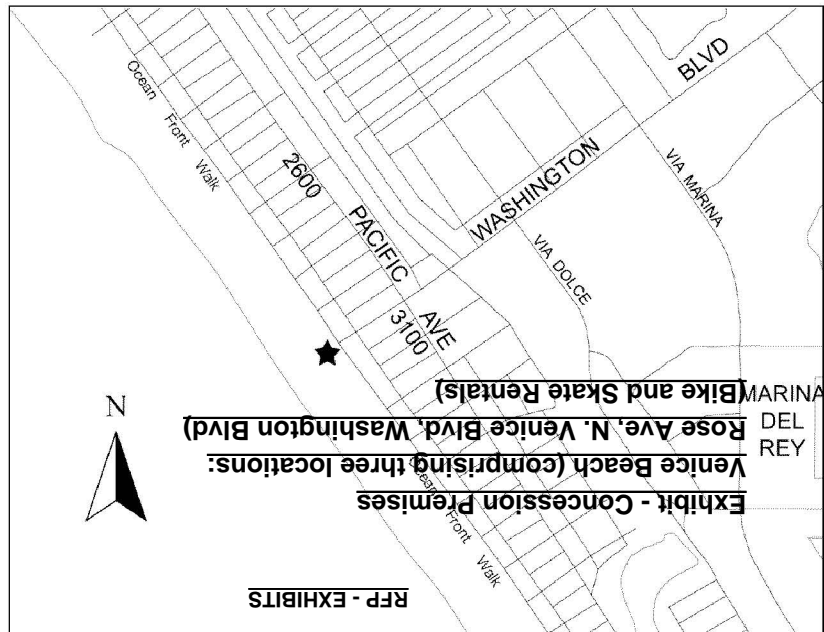 BLVD
Ocean Front Walk
2600
WASHINGTON
VIA MARINA
PACIFIC
VIA DOLCE
AVE
3100
MARINA
DEL
REY
N
Ocean Front Walk
RFP - EXHIBITS
Exhibit - Concession Premises
Venice Beach (comprising three locations:
Rose Ave, N. Venice Blvd, Washington Blvd)
(Bike and Skate Rentals)